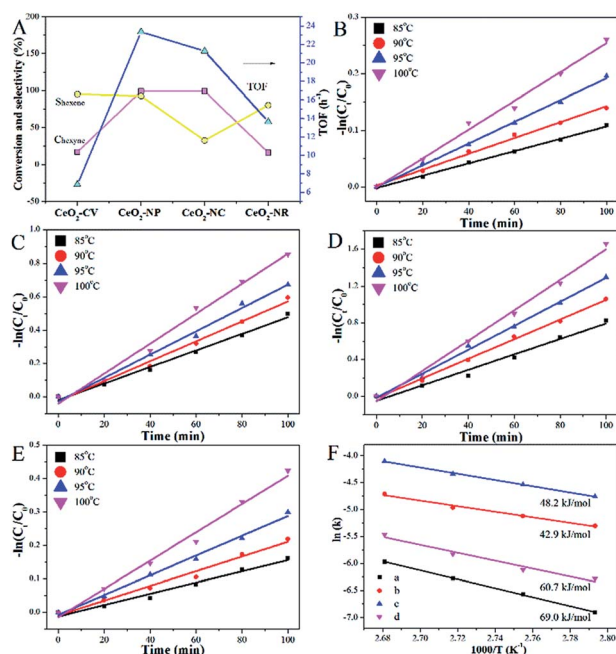 A
Conversion and selectivity (%)
200
150
100
50
0
-50
S_hexene
C_hexyne
TOF
24
22
20
18
16
14
12
10
8
6
TOF (h⁻¹)
CeO₂-CV CeO₂-NP CeO₂-NC CeO₂-NR
B
-ln(Cₜ/C₀)
-0.3
-0.2
-0.1
0.0
85°C
90°C
95°C
100°C
0 20 40 60 80 100
Time (min)
C
-ln(Cₜ/C₀)
1.0
0.8
0.6
0.4
0.2
0.0
85°C
90°C
95°C
100°C
0 20 40 60 80 100
Time (min)
D
-ln(Cₜ/C₀)
1.6
1.2
0.8
0.4
0.0
85°C
90°C
95°C
100°C
0 20 40 60 80 100
Time (min)
E
-ln(Cₜ/C₀)
0.5
0.4
0.3
0.2
0.1
0.0
85°C
90°C
95°C
100°C
0 20 40 60 80 100
Time (min)
F
ln (k)
-4.0
-4.5
-5.0
-5.5
-6.0
-6.5
-7.0
48.2 kJ/mol
42.9 kJ/mol
60.7 kJ/mol
69.0 kJ/mol
a
b
c
d
2.68 2.70 2.72 2.74 2.76 2.78 2.80
1000/T (K⁻¹)